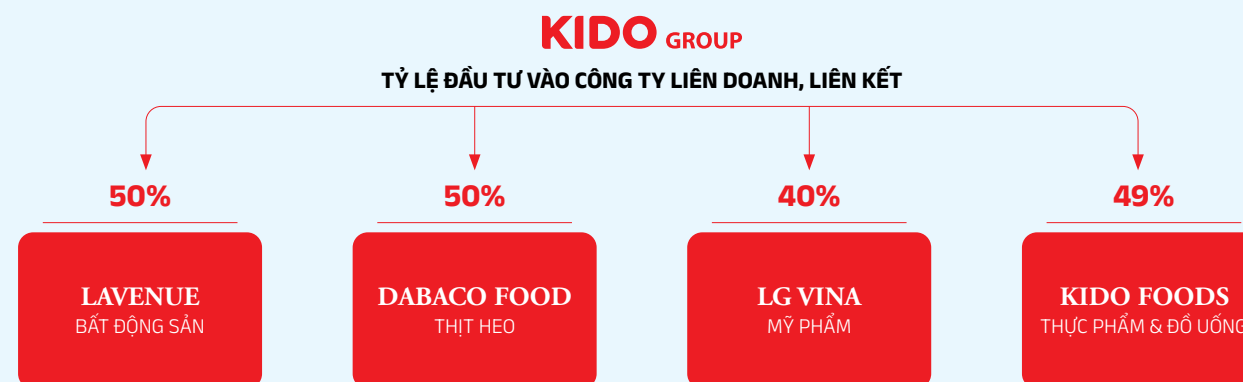 KIDO GROUP
TỶ LỆ ĐẦU TƯ VÀO CÔNG TY LIÊN DOANH, LIÊN KẾT
50%
50%
40%
49%
LAVENUE
BẤT ĐỘNG SẢN
DABACO FOOD
THỊT HEO
LG VINA
MỸ PHẨM
KIDO FOODS
THỰC PHẨM & ĐỒ UỐNG